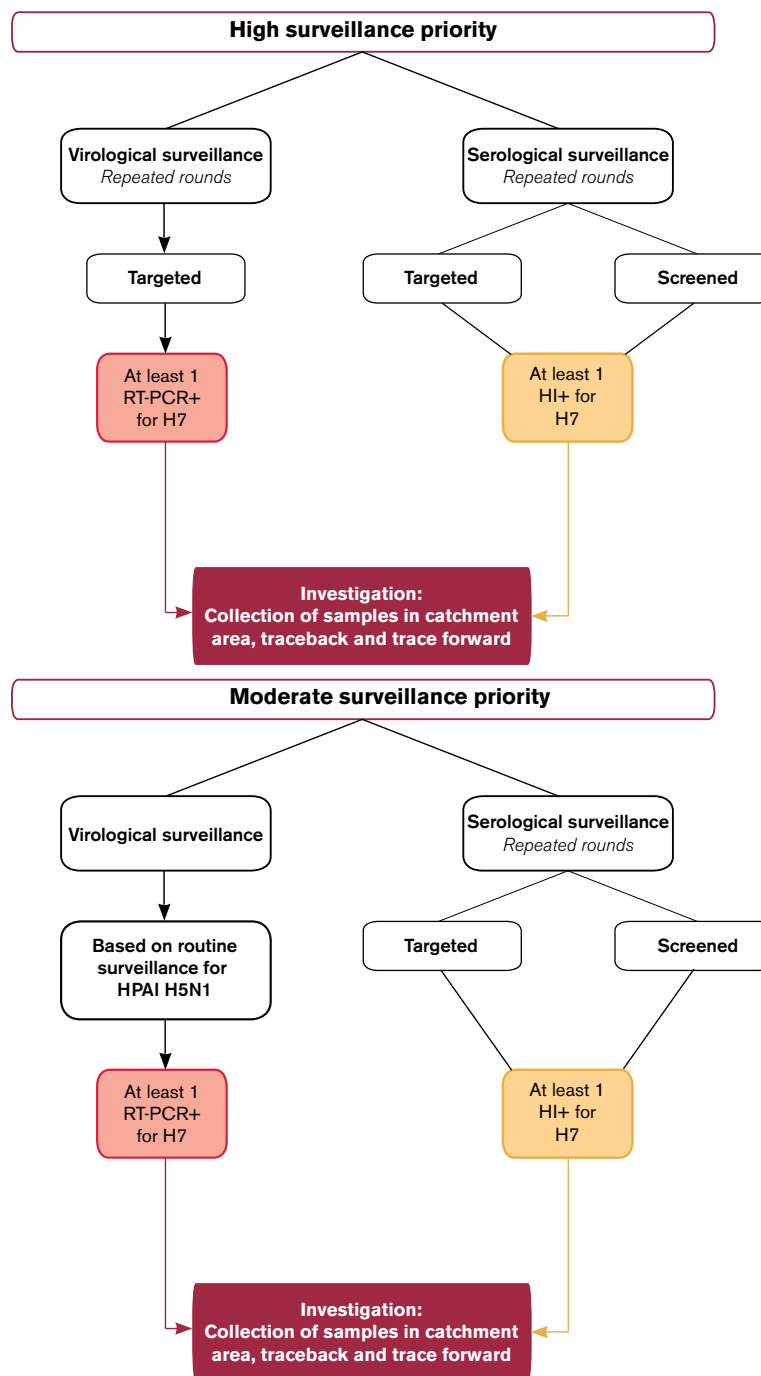 High surveillance priority
Virological surveillance
Repeated rounds
Serological surveillance
Repeated rounds
Targeted
Targeted
Screened
At least 1
RT-PCR+
for H7
At least 1
HI+ for
H7
Investigation:
Collection of samples in catchment
area, traceback and trace forward
Moderate surveillance priority
Virological surveillance
Serological surveillance
Repeated rounds
Based on routine
surveillance for
HPAI H5N1
Targeted
Screened
At least 1
RT-PCR+
for H7
At least 1
HI+ for
H7
Investigation:
Collection of samples in catchment
area, traceback and trace forward